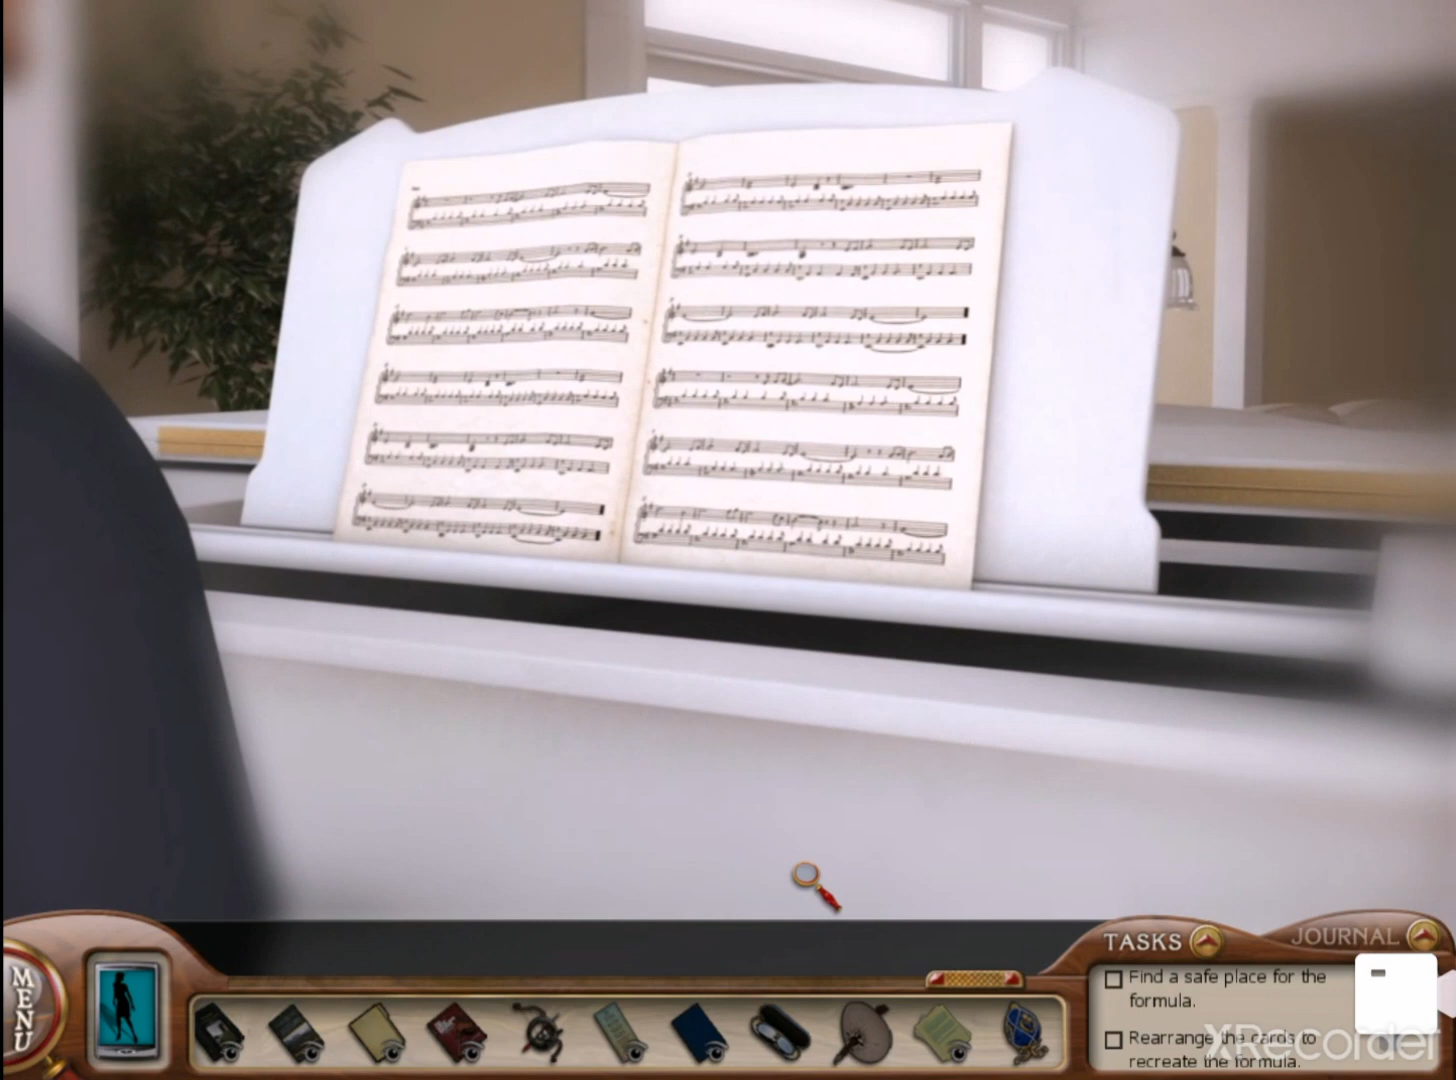 TASKS
JOURNAL
Find a safe place for the
formula.
Rearrange the cards to
recreate the formula.
MENU
XRecorder